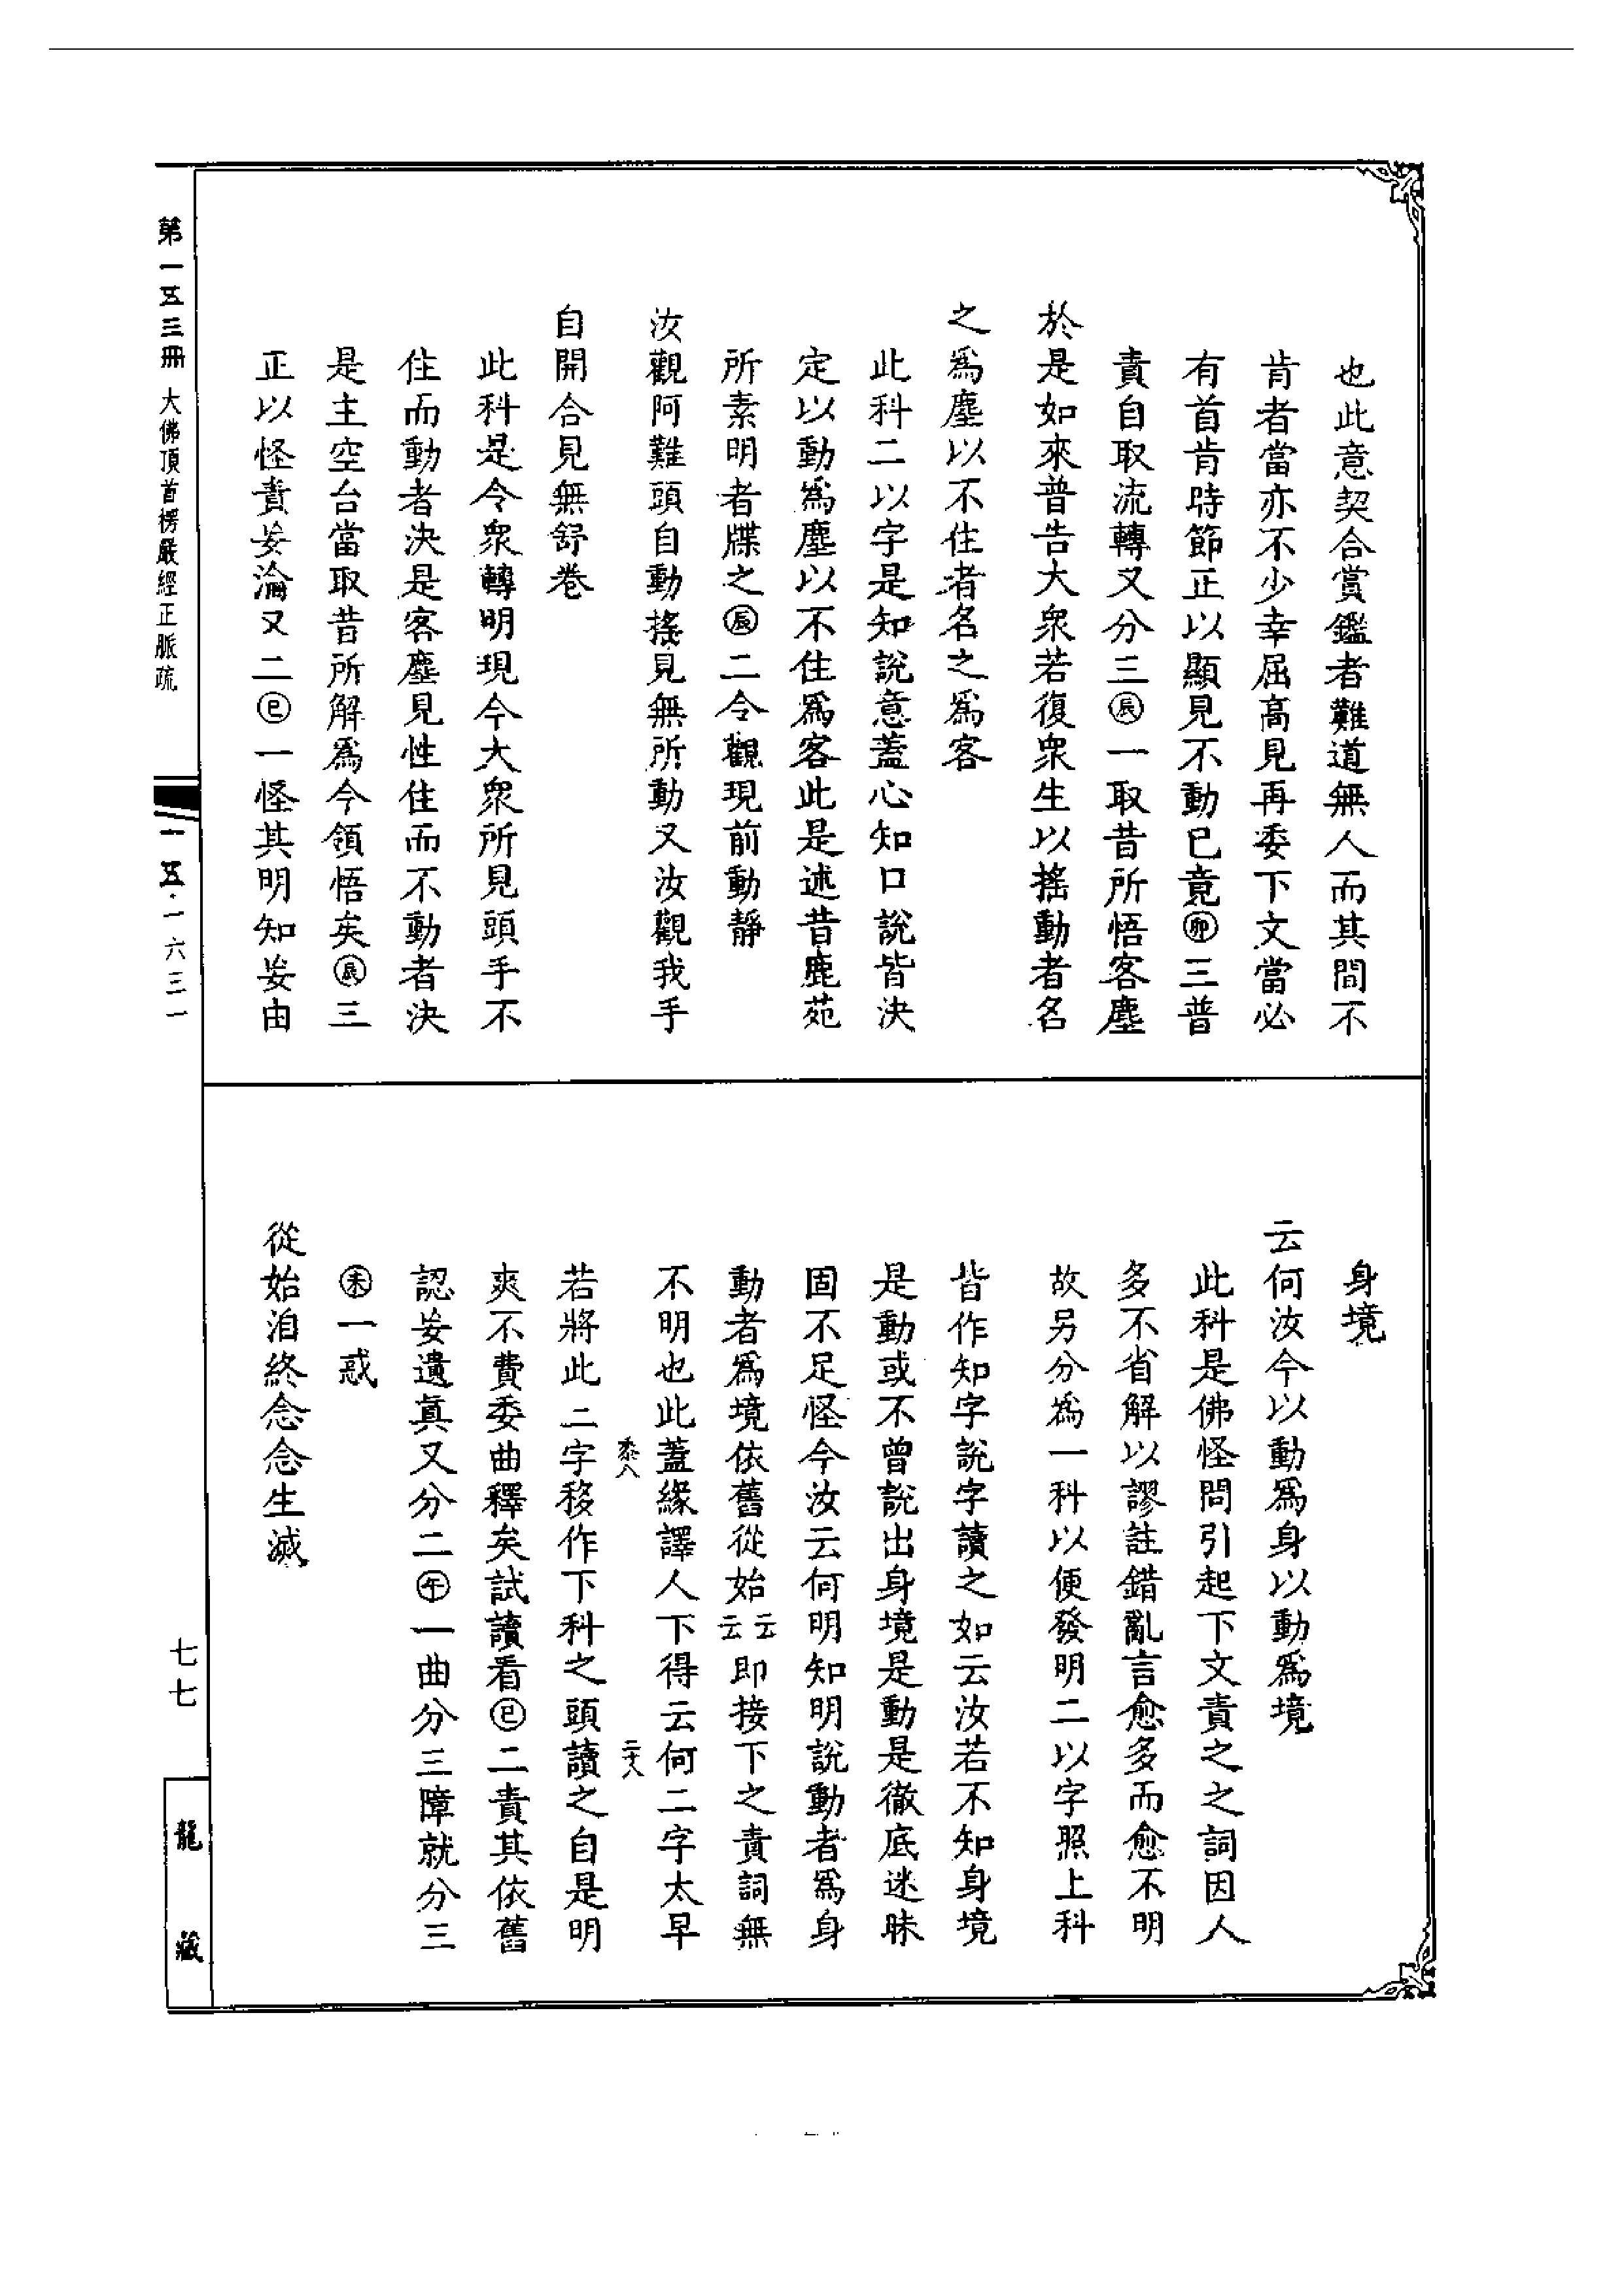 也此意契合賞鑑者難道無人而其間不
肯者當亦不少幸屈高見再委下文當必
有首肯時節正以顯見不動已竟㊞三普
責自取流轉又分三辰一取昔所悟客塵
於是如來普告大衆若復衆生以搖動者名
之爲塵以不住者名之爲客
此科二以字是知說意蓋心知口說皆決
定以動爲塵以不住爲客此是述昔鹿苑
所素明者牒之辰二令觀現前動靜
汝觀阿難頭自動搖見無所動又汝觀我手
自開合見無舒卷
此科是令衆轉明現今大衆所見頭手不
住而動者決是客塵見性住而不動者決
是主空台當取昔所解爲今領悟矣辰三
正以怪責妄淪又二巳一怪其明知妄由
身境
云何汝今以動爲身以動爲境
此科是佛怪問引起下文責之之詞因人
多不省解以謬註錯亂言愈多而愈不明
故另分爲一科以便發明二以字照上科
皆作知字說字讀之如云汝若不知身境
是動或不曾說出身境是動是徹底迷昧
固不足怪今汝云何明知明說動者爲身
動者爲境依舊從始云云即接下之責詞無
不明也此蓋緣譯人下得云何二字太早
黍八
二十八
若將此二字移作下科之頭讀之自是明
爽不費委曲釋矣試讀看巳二責其依舊
認妄遺眞又分二午一曲分三障就分三
未一惑
從始洎終念念生滅
第一五三冊 大佛頂首楞嚴經正脈疏
一五·一六三一
七七
龍藏